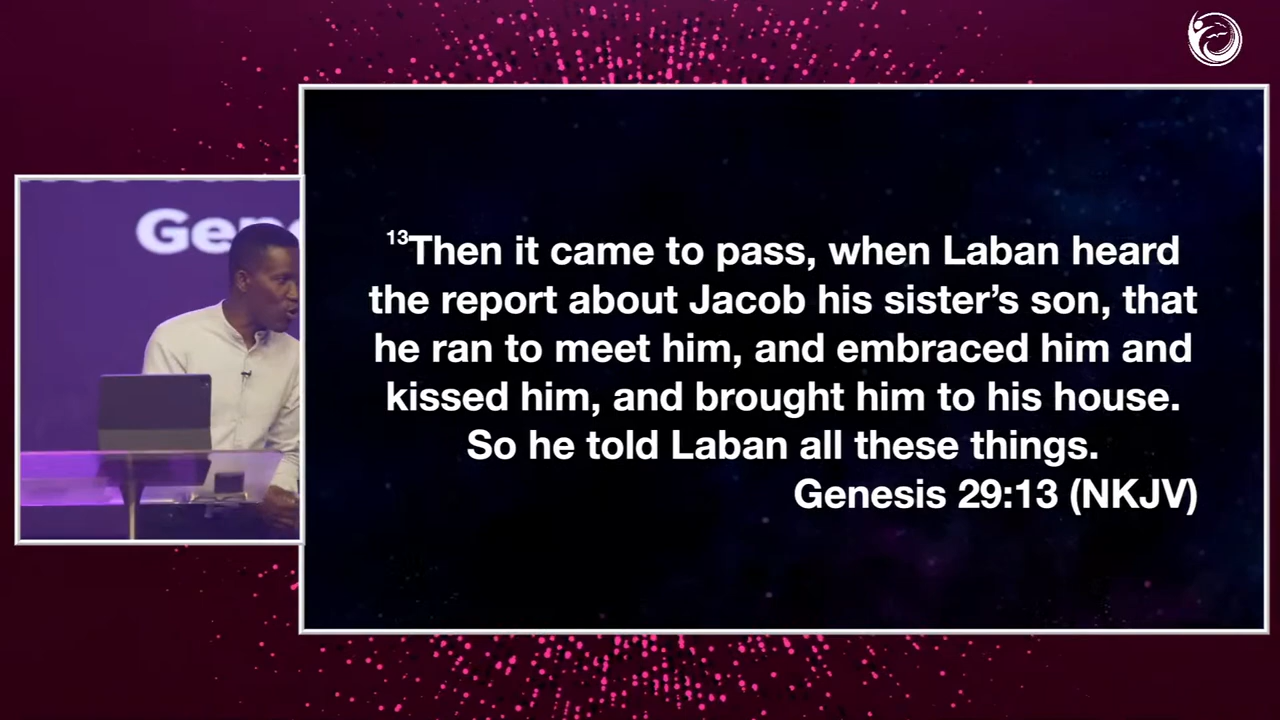 ¹³Then it came to pass, when Laban heard
the report about Jacob his sister’s son, that
he ran to meet him, and embraced him and
kissed him, and brought him to his house.
So he told Laban all these things.
Genesis 29:13 (NKJV)